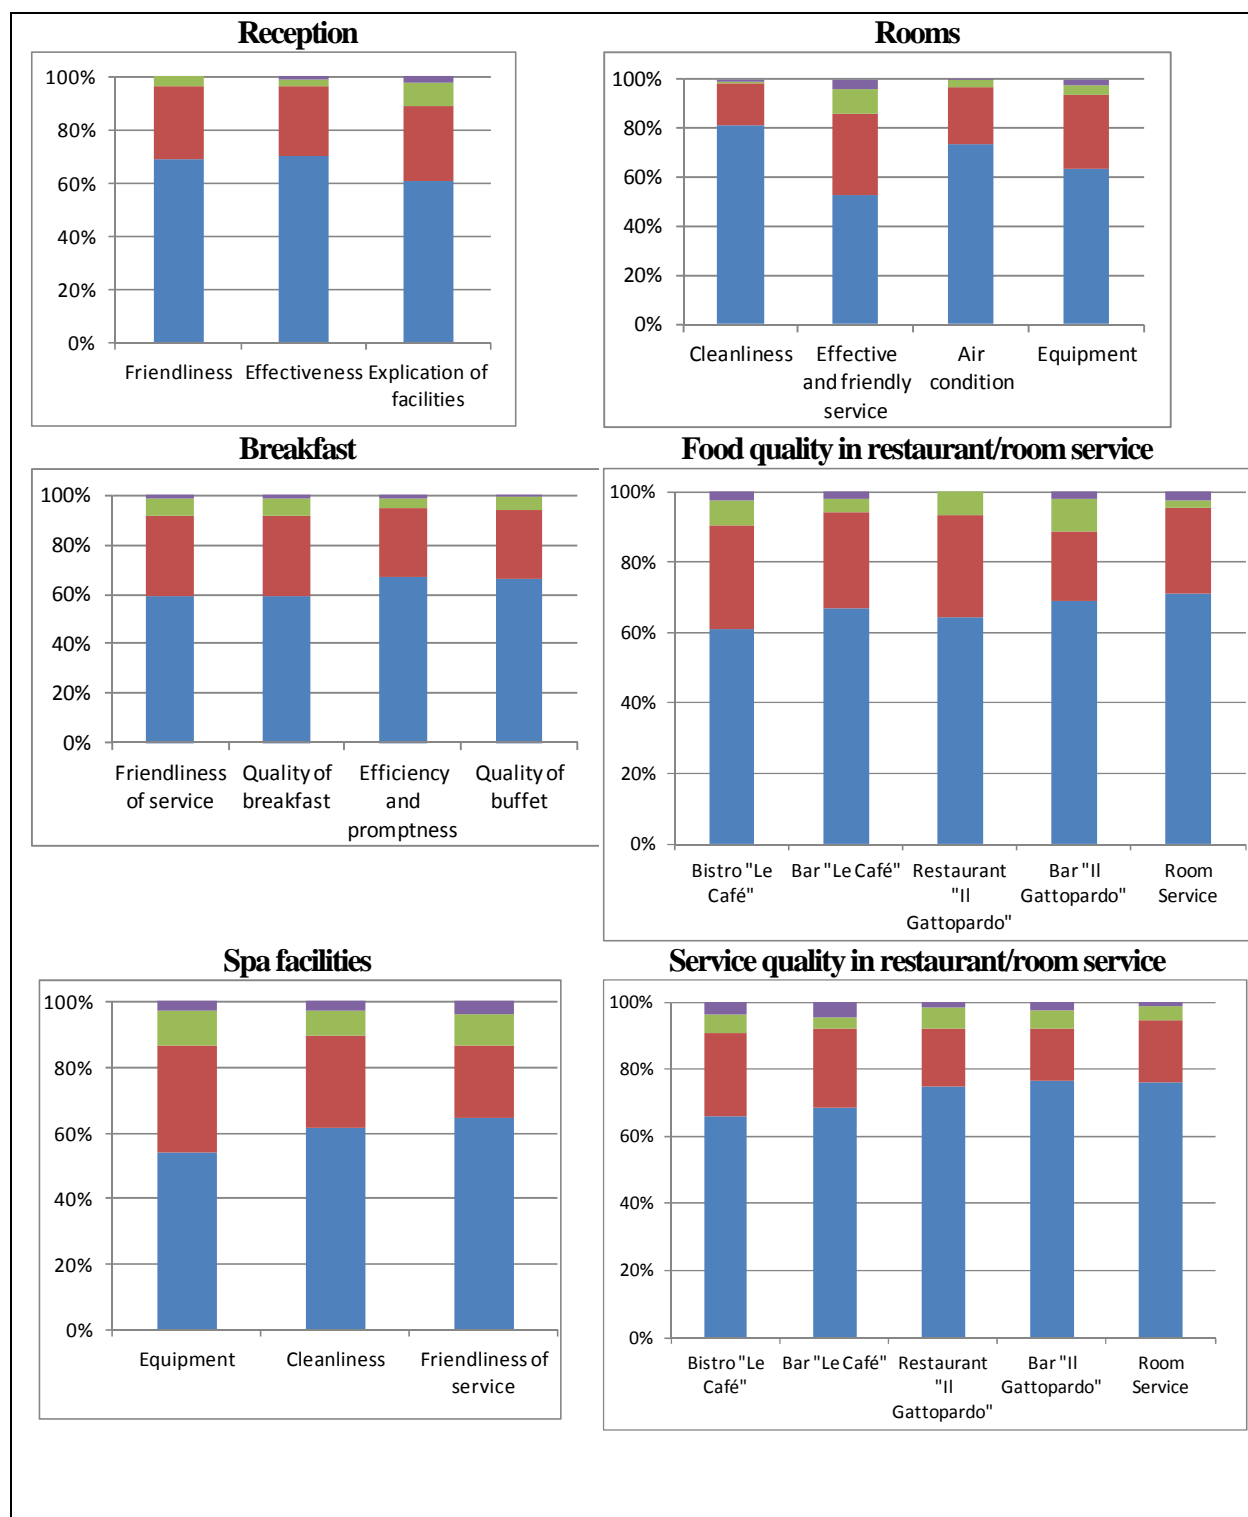 Reception
100%
80%
60%
40%
20%
0%
Friendliness Effectiveness Explication of
facilities
Rooms
100%
80%
60%
40%
20%
0%
Cleanliness Effective Air Equipment
and friendly condition
service
Breakfast
100%
80%
60%
40%
20%
0%
Friendliness Quality of Efficiency Quality of
of service breakfast and buffet
promptness
Food quality in restaurant/room service
100%
80%
60%
40%
20%
0%
Bistro "Le Bar "Le Café" Restaurant Bar "Il Room
Café" "Il Gattopardo" Service
Gattopardo"
Spa facilities
100%
80%
60%
40%
20%
0%
Equipment Cleanliness Friendliness of
service
Service quality in restaurant/room service
100%
80%
60%
40%
20%
0%
Bistro "Le Bar "Le Café" Restaurant Bar "Il Room
Café" "Il Gattopardo" Service
Gattopardo"